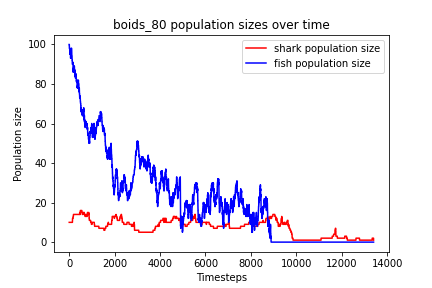 boids_80 population sizes over time
shark population size
fish population size
Population size
100
80
60
40
20
0
0 2000 4000 6000 8000 10000 12000 14000
Timesteps